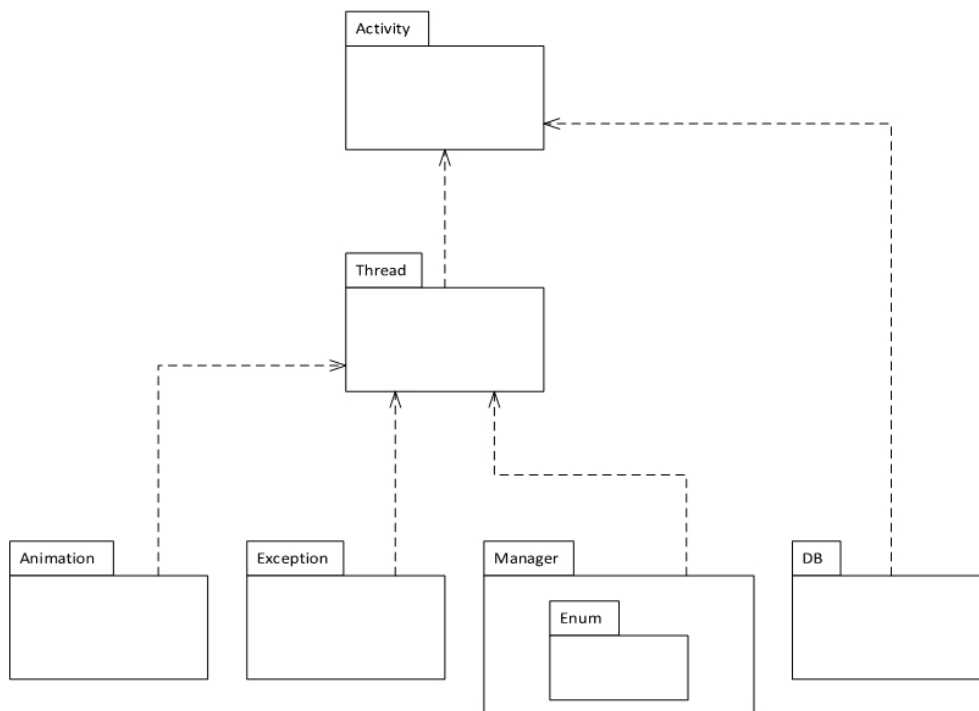 Activity
Thread
Animation
Exception
Manager
DB
Enum